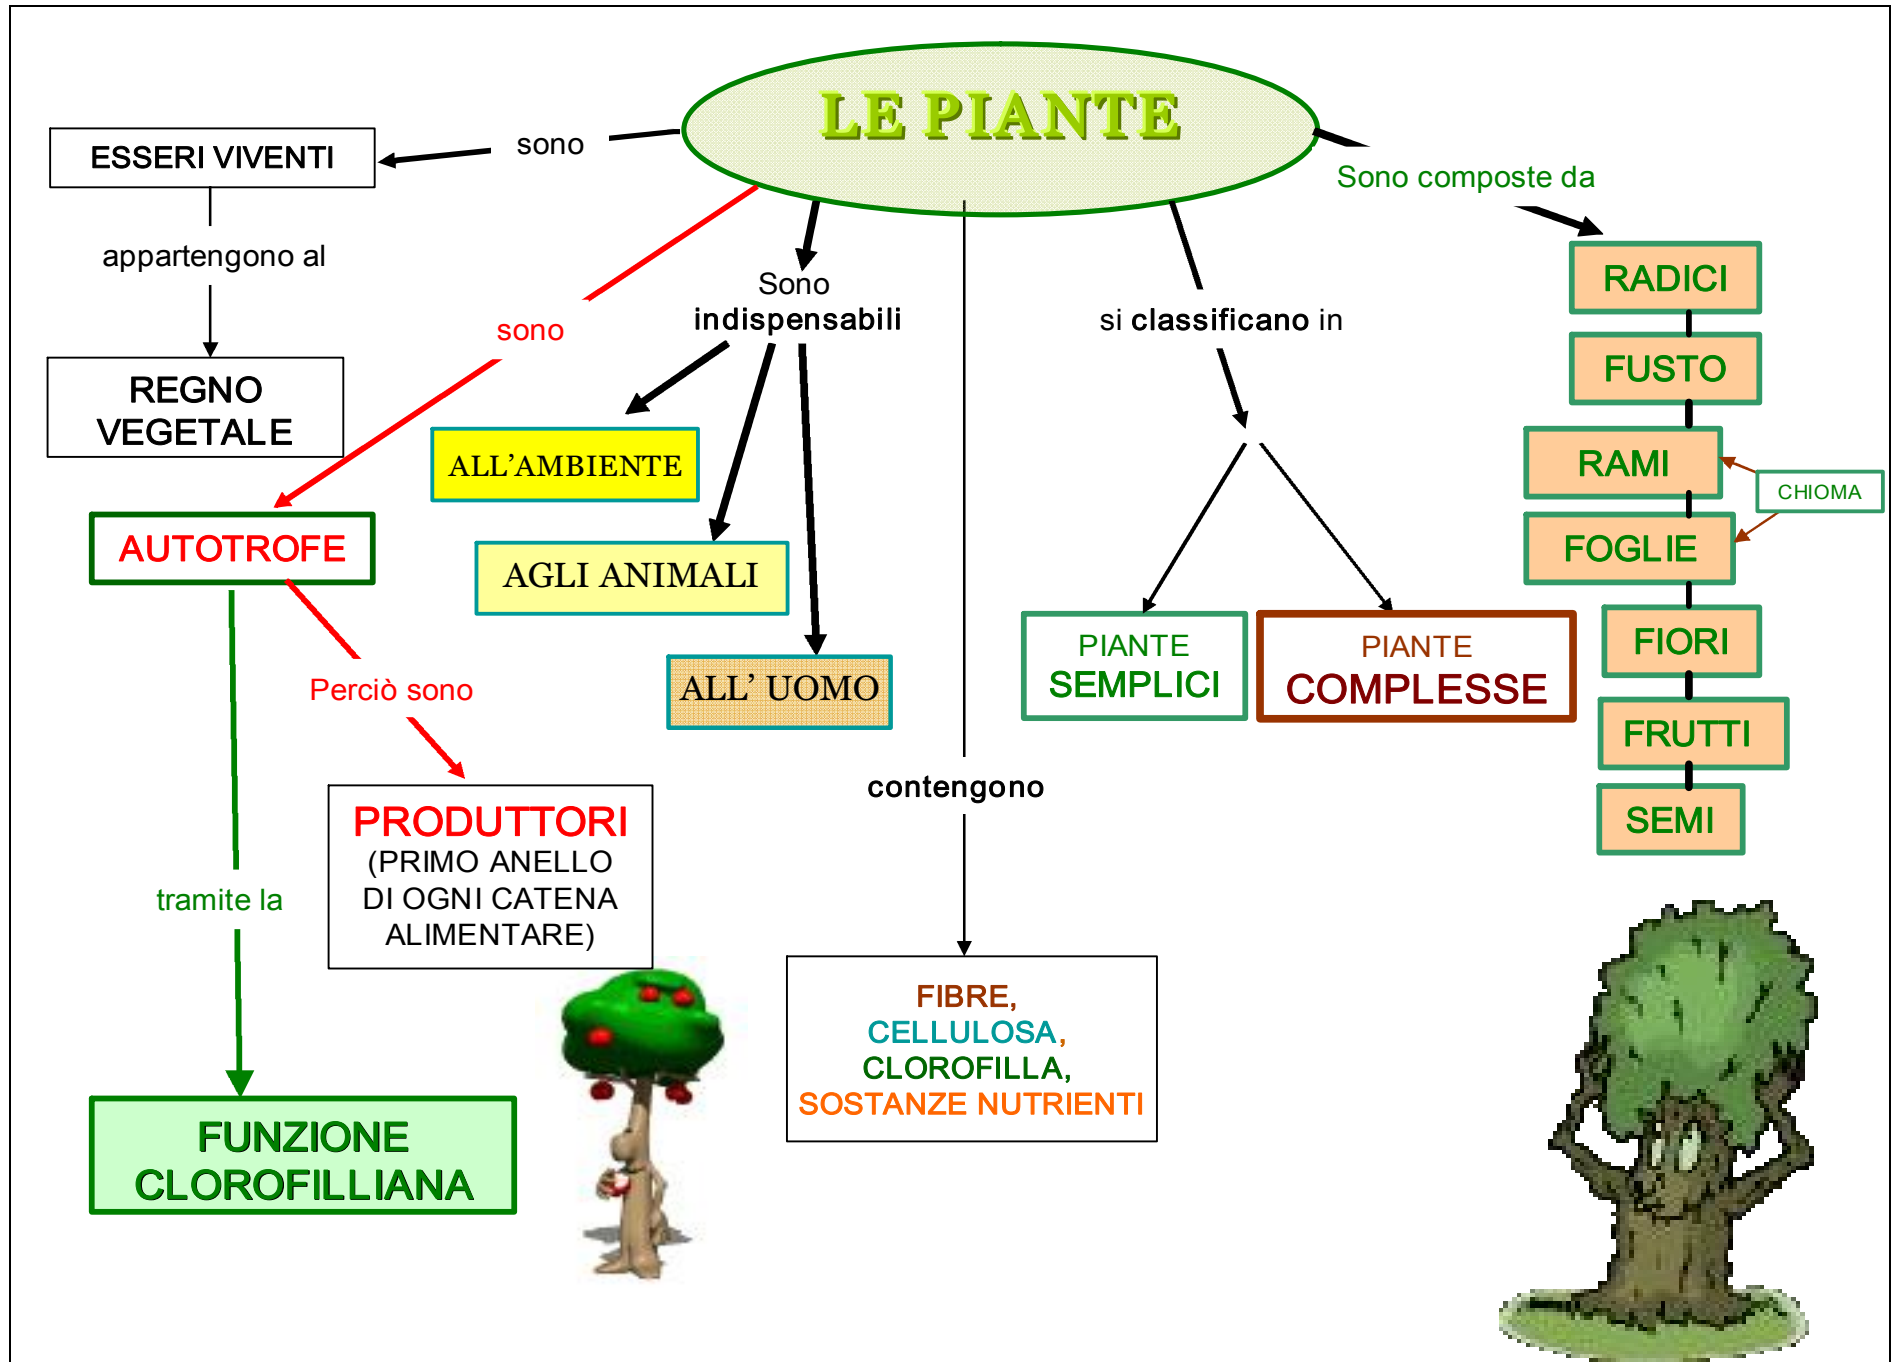 LE PIANTE
sono
ESSERI VIVENTI
appartengono al
REGNO
VEGETALE
sono
AUTOTROFE
Perciò sono
PRODUTTORI
(PRIMO ANELLO
DI OGNI CATENA
ALIMENTARE)
tramite la
FUNZIONE
CLOROFILLIANA
Sono
indispensabili
ALL'AMBIENTE
AGLI ANIMALI
ALL' UOMO
contengono
FIBRE,
CELLULOSA,
CLOROFILLA,
SOSTANZE NUTRIENTI
si classificano in
PIANTE
SEMPLICI
PIANTE
COMPLESSE
Sono composte da
RADICI
FUSTO
RAMI
CHIOMA
FOGLIE
FIORI
FRUTTI
SEMI